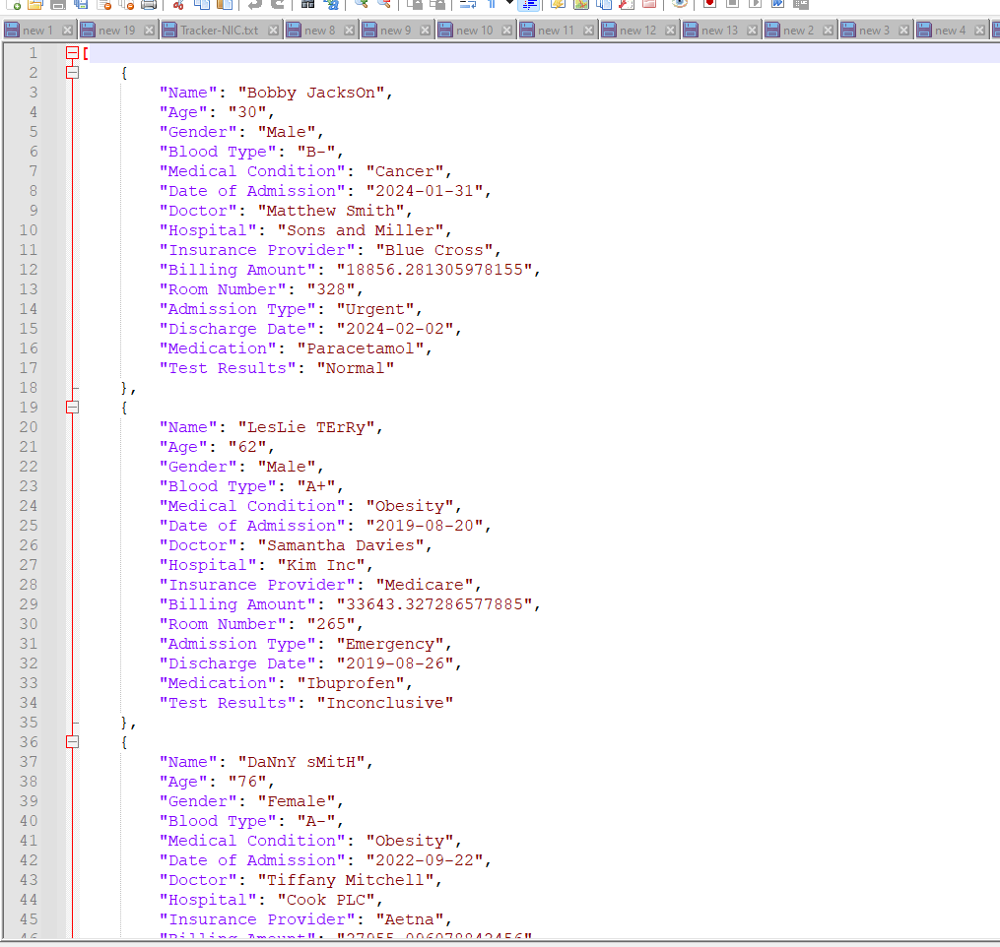 new 1 new 19 Tracker-NIC.txt new 8 new 9 new 10 new 11 new 12 new 13 new 2 new 3 new 4
1 [
2 {
3 "Name": "Bobby JacksOn",
4 "Age": "30",
5 "Gender": "Male",
6 "Blood Type": "B-",
7 "Medical Condition": "Cancer",
8 "Date of Admission": "2024-01-31",
9 "Doctor": "Matthew Smith",
10 "Hospital": "Sons and Miller",
11 "Insurance Provider": "Blue Cross",
12 "Billing Amount": "18856.281305978155",
13 "Room Number": "328",
14 "Admission Type": "Urgent",
15 "Discharge Date": "2024-02-02",
16 "Medication": "Paracetamol",
17 "Test Results": "Normal"
18 },
19 {
20 "Name": "LesLie TErRy",
21 "Age": "62",
22 "Gender": "Male",
23 "Blood Type": "A+",
24 "Medical Condition": "Obesity",
25 "Date of Admission": "2019-08-20",
26 "Doctor": "Samantha Davies",
27 "Hospital": "Kim Inc",
28 "Insurance Provider": "Medicare",
29 "Billing Amount": "33643.327286577885",
30 "Room Number": "265",
31 "Admission Type": "Emergency",
32 "Discharge Date": "2019-08-26",
33 "Medication": "Ibuprofen",
34 "Test Results": "Inconclusive"
35 },
36 {
37 "Name": "DaNnY sMitH",
38 "Age": "76",
39 "Gender": "Female",
40 "Blood Type": "A-",
41 "Medical Condition": "Obesity",
42 "Date of Admission": "2022-09-22",
43 "Doctor": "Tiffany Mitchell",
44 "Hospital": "Cook PLC",
45 "Insurance Provider": "Aetna",
46 "Billing Amount":